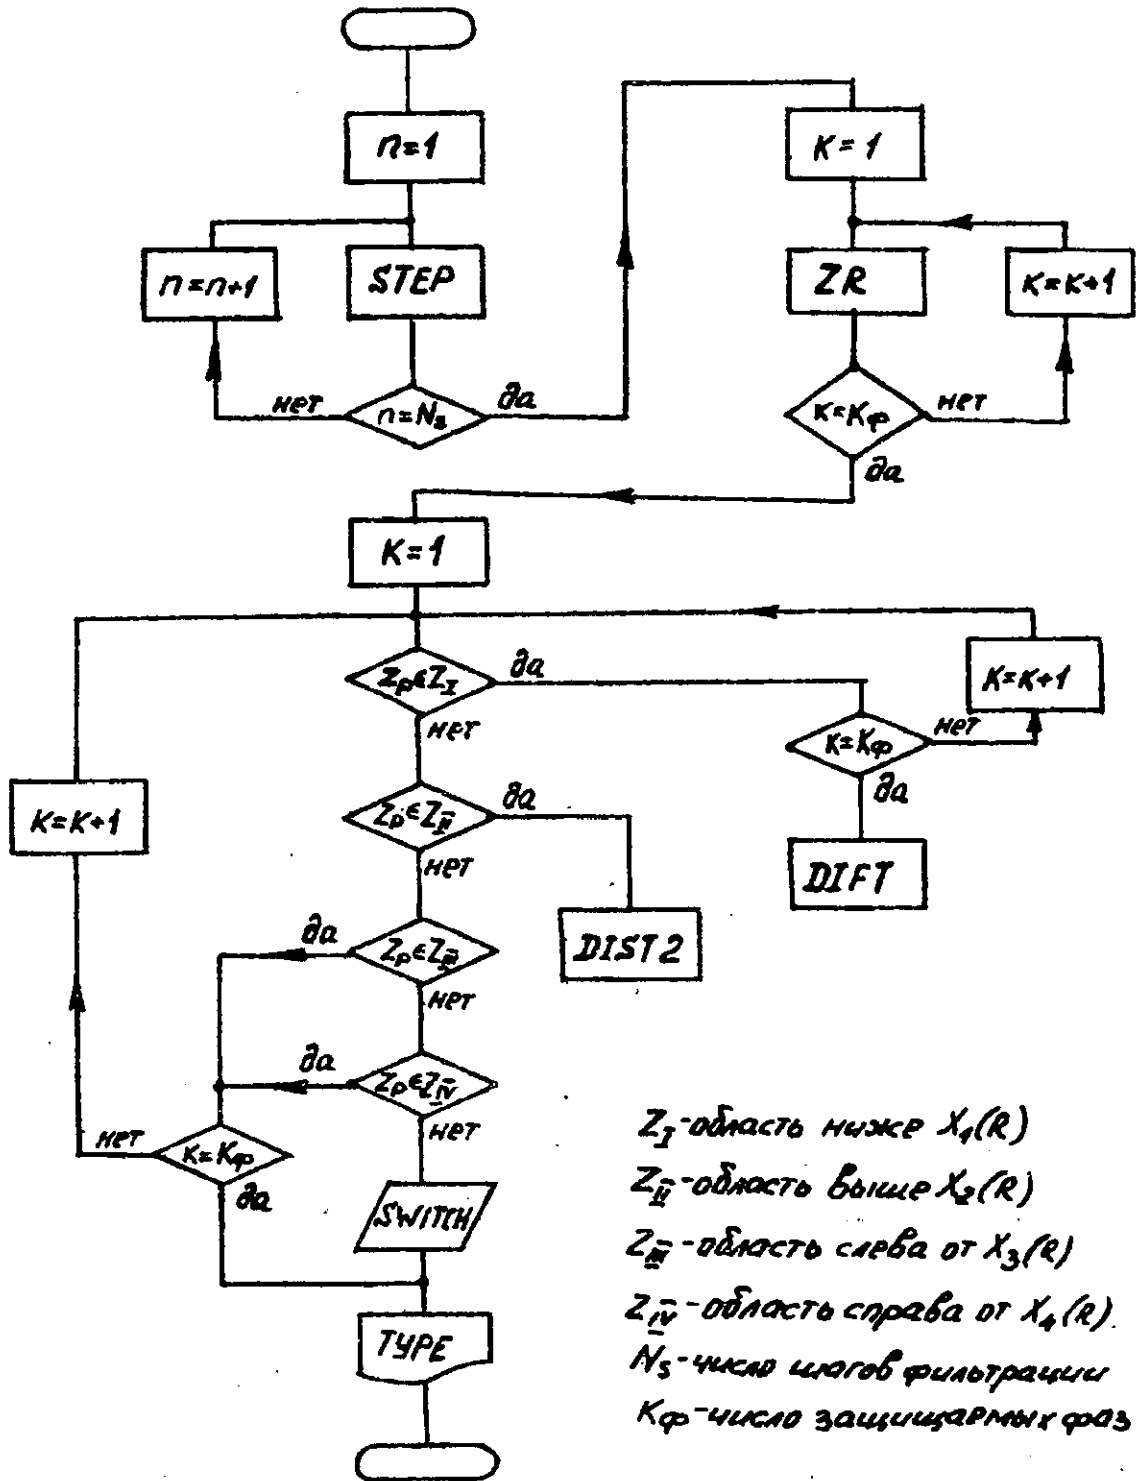 n=1
K=1
n=n+1
STEP
ZR
K=K+1
нет
n=Ns
да
K=Kф
нет
да
K=1
Zp∈ZI
да
K=K+1
нет
K=Kф
нет
да
K=K+1
Zp∈ZII
да
нет
DIFT
да
Zp∈ZIII
DIST2
нет
да
Zp∈ZIV
нет
нет
K=Kф
да
SWITCH
TYPE
ZI-область ниже X1(R)
ZII-область выше X2(R)
ZIII-область слева от X3(R)
ZIV-область справа от X4(R)
Ns-число шагов фильтрации
Kф-число защищаемых фаз